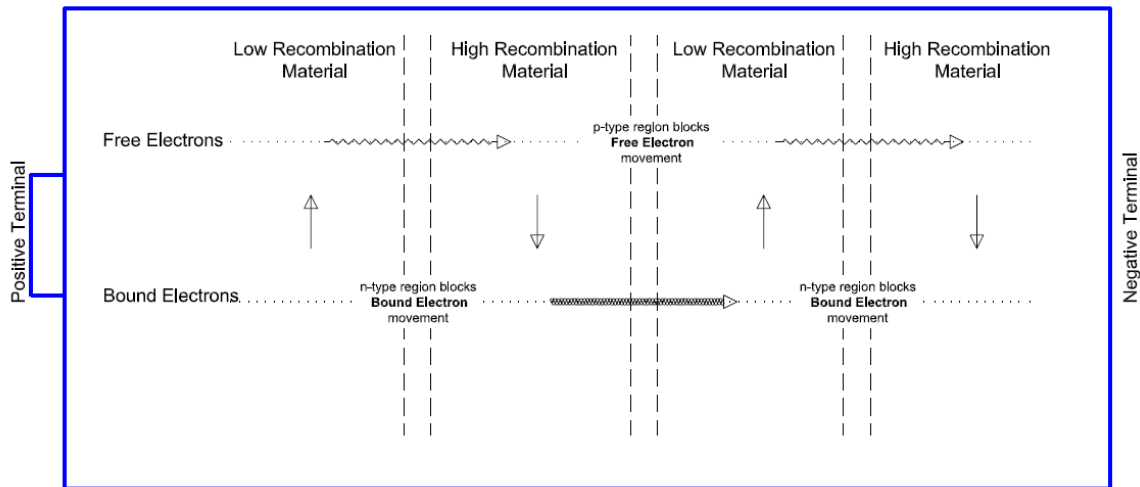 Low Recombination
Material
High Recombination
Material
Low Recombination
Material
High Recombination
Material
Free Electrons
p-type region blocks
Free Electron
movement
Positive Terminal
Negative Terminal
Bound Electrons
n-type region blocks
Bound Electron
movement
n-type region blocks
Bound Electron
movement